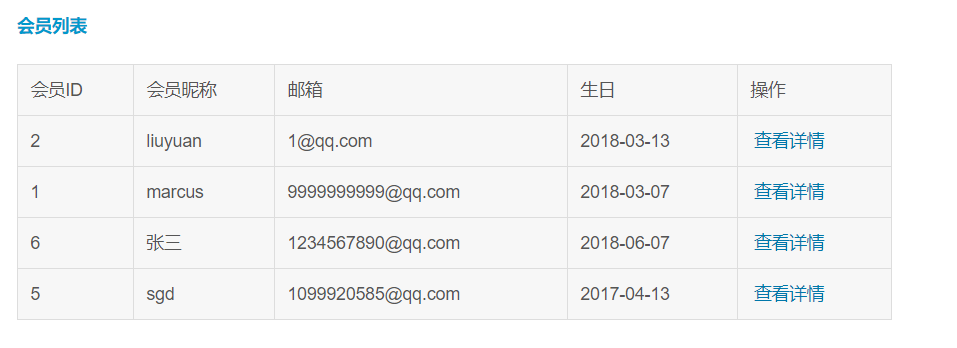 会员列表
会员ID 会员昵称 邮箱 生日 操作
2 liuyuan 1@qq.com 2018-03-13 查看详情
1 marcus 9999999999@qq.com 2018-03-07 查看详情
6 张三 1234567890@qq.com 2018-06-07 查看详情
5 sgd 1099920585@qq.com 2017-04-13 查看详情